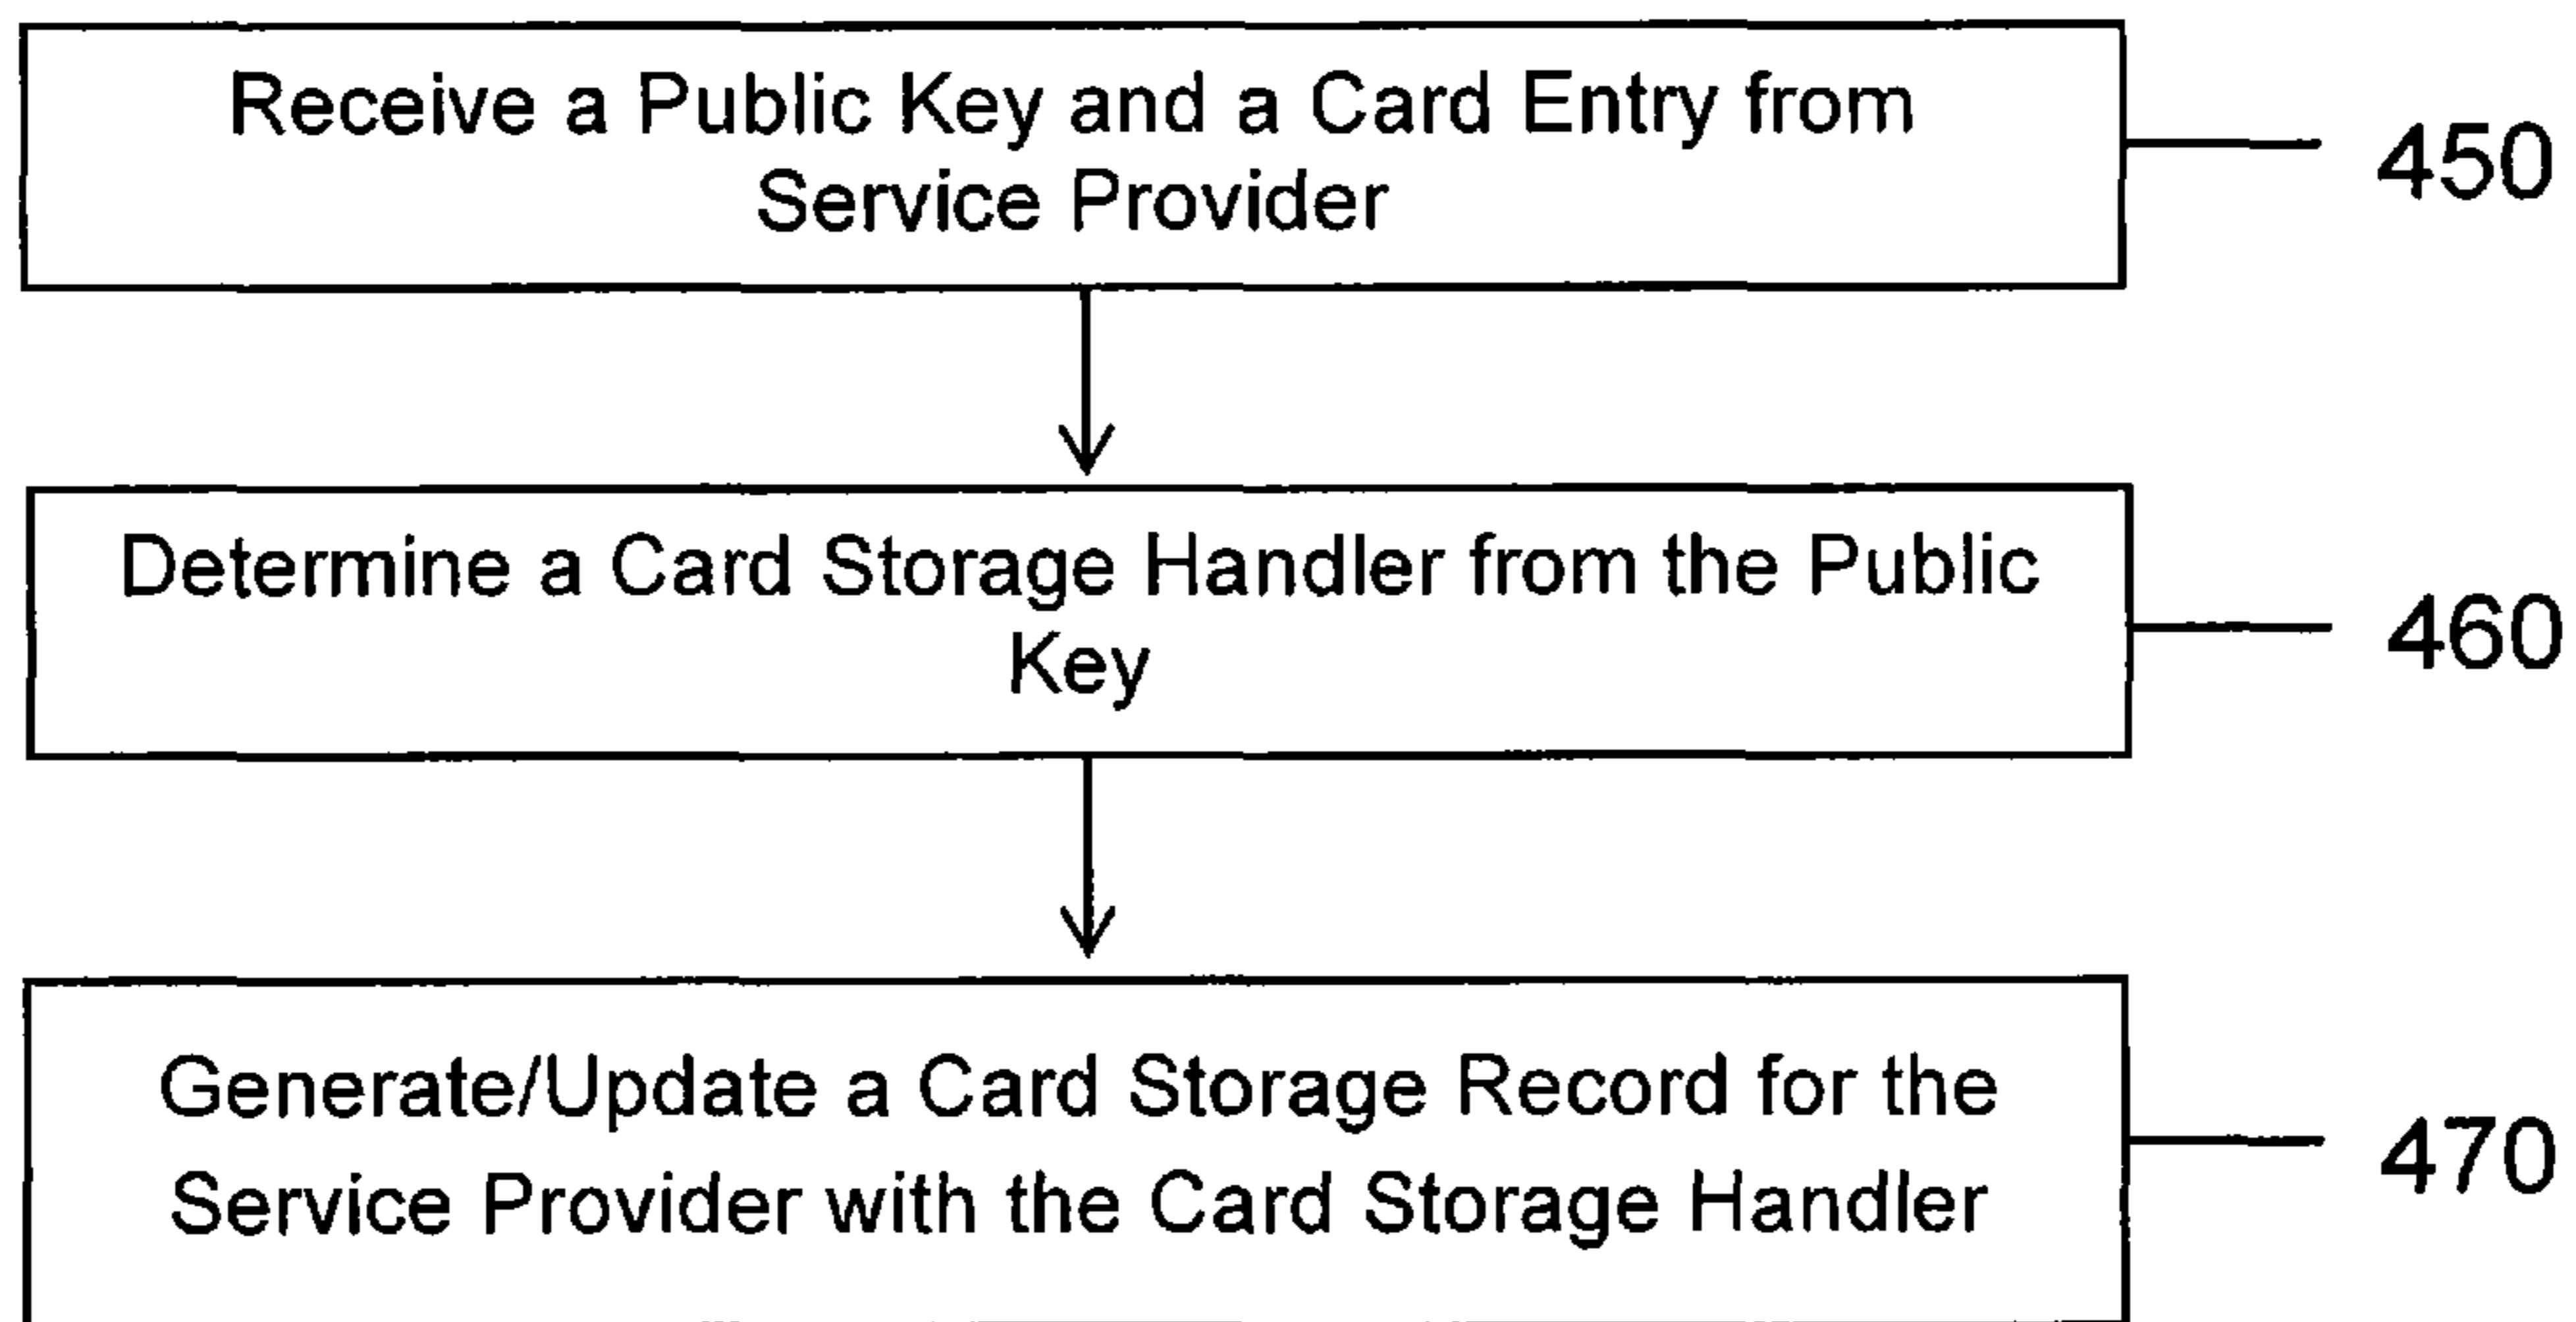 Receive a Public Key and a Card Entry from
Service Provider
450
Determine a Card Storage Handler from the Public
Key
460
Generate/Update a Card Storage Record for the
Service Provider with the Card Storage Handler
470